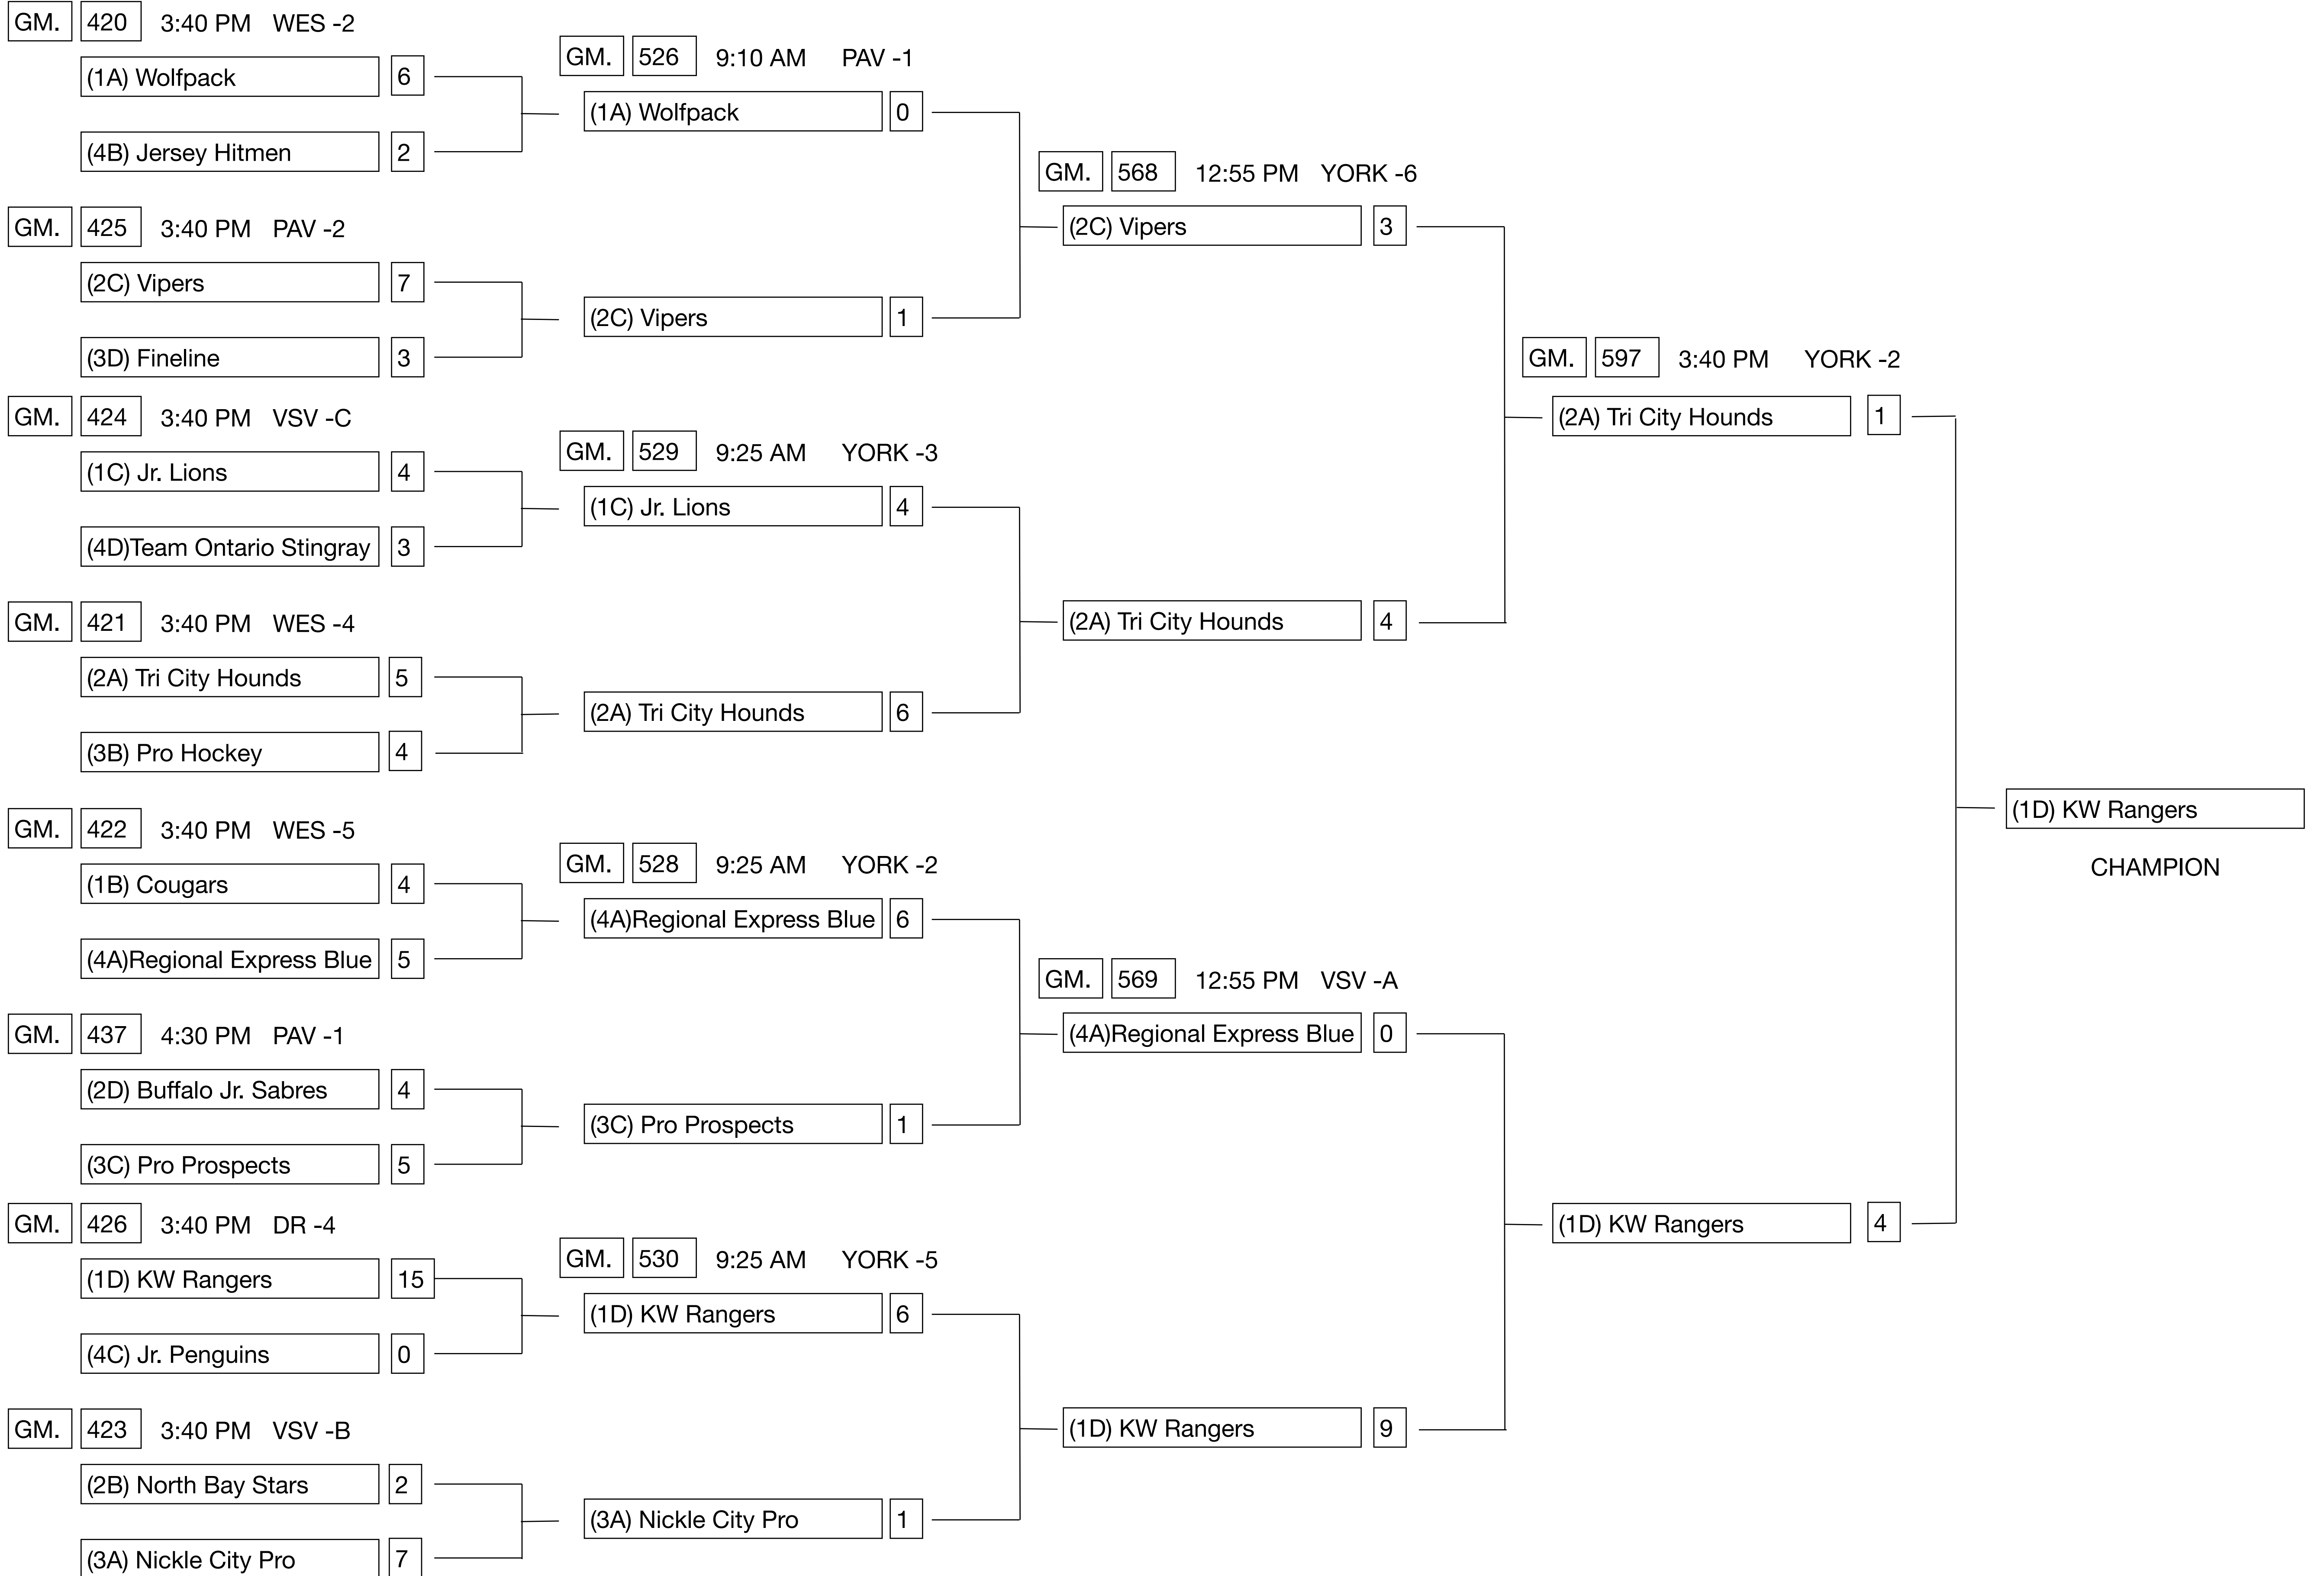 GM. 420 3:40 PM WES -2
(1A) Wolfpack 6
(4B) Jersey Hitmen 2
GM. 425 3:40 PM PAV -2
(2C) Vipers 7
(3D) Fineline 3
GM. 424 3:40 PM VSV -C
(1C) Jr. Lions 4
(4D)Team Ontario Stingray 3
GM. 421 3:40 PM WES -4
(2A) Tri City Hounds 5
(3B) Pro Hockey 4
GM. 422 3:40 PM WES -5
(1B) Cougars 4
(4A)Regional Express Blue 5
GM. 437 4:30 PM PAV -1
(2D) Buffalo Jr. Sabres 4
(3C) Pro Prospects 5
GM. 426 3:40 PM DR -4
(1D) KW Rangers 15
(4C) Jr. Penguins 0
GM. 423 3:40 PM VSV -B
(2B) North Bay Stars 2
(3A) Nickle City Pro 7
GM. 526 9:10 AM PAV -1
(1A) Wolfpack 0
(2C) Vipers 1
GM. 529 9:25 AM YORK -3
(1C) Jr. Lions 4
(2A) Tri City Hounds 6
GM. 528 9:25 AM YORK -2
(4A)Regional Express Blue 6
(3C) Pro Prospects 1
GM. 530 9:25 AM YORK -5
(1D) KW Rangers 6
(3A) Nickle City Pro 1
GM. 568 12:55 PM YORK -6
(2C) Vipers 3
(2A) Tri City Hounds 4
GM. 569 12:55 PM VSV -A
(4A)Regional Express Blue 0
(1D) KW Rangers 9
GM. 597 3:40 PM YORK -2
(2A) Tri City Hounds 1
(1D) KW Rangers 4
(1D) KW Rangers
CHAMPION